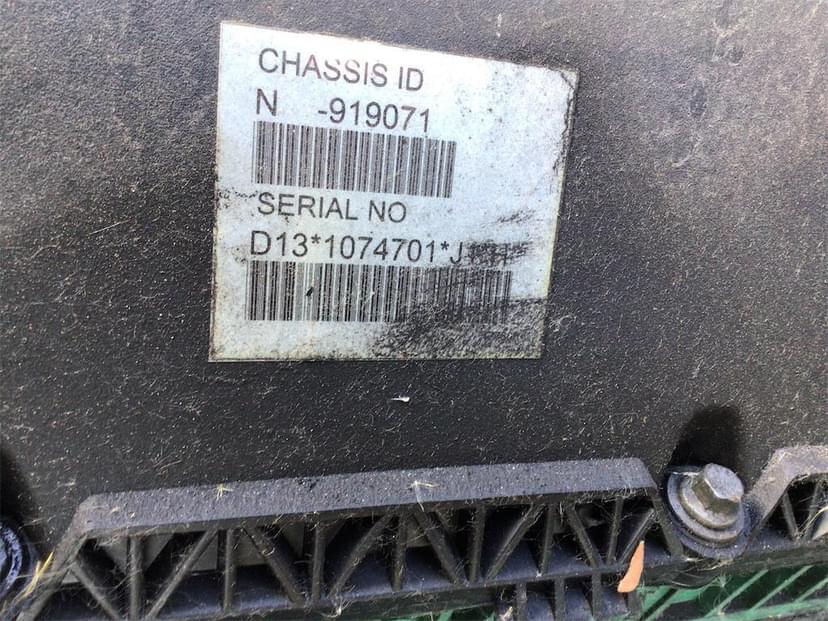 CHASSIS ID
N -919071
SERIAL NO
D13*1074701*